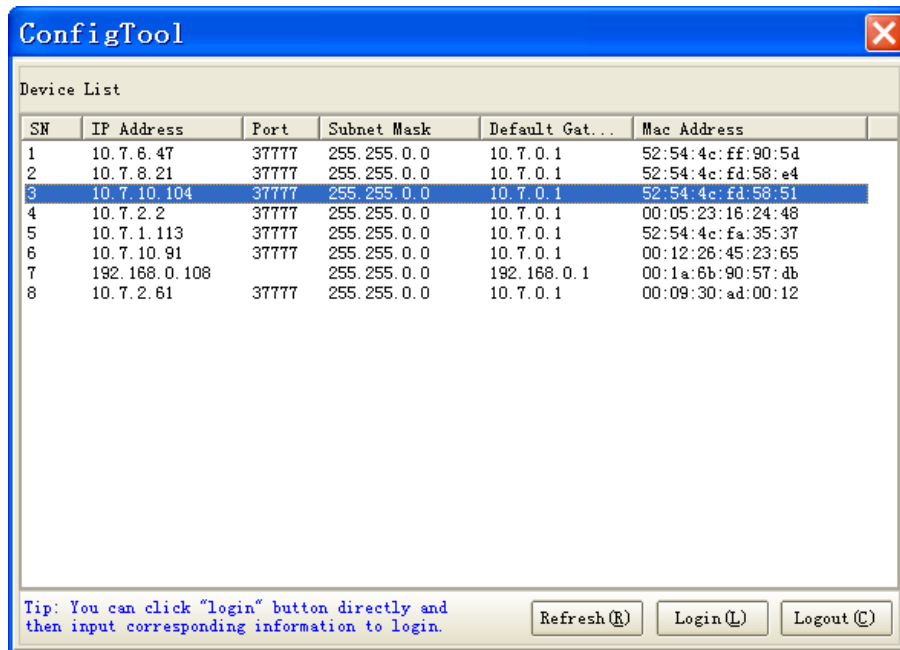 ConfigTool
Device List
SN IP Address Port Subnet Mask Default Gat... Mac Address
1 10.7.6.47 37777 255.255.0.0 10.7.0.1 52:54:4c:ff:90:5d
2 10.7.8.21 37777 255.255.0.0 10.7.0.1 52:54:4c:fd:58:e4
3 10.7.10.104 37777 255.255.0.0 10.7.0.1 52:54:4c:fd:58:51
4 10.7.2.2 37777 255.255.0.0 10.7.0.1 00:05:23:16:24:48
5 10.7.1.113 37777 255.255.0.0 10.7.0.1 52:54:4c:fa:35:37
6 10.7.10.91 37777 255.255.0.0 10.7.0.1 00:12:26:45:23:65
7 192.168.0.108 255.255.0.0 192.168.0.1 00:1a:6b:90:57:db
8 10.7.2.61 37777 255.255.0.0 10.7.0.1 00:09:30:ad:00:12
Tip: You can click "login" button directly and
then input corresponding information to login.
Refresh(R) Login(L) Logout(C)